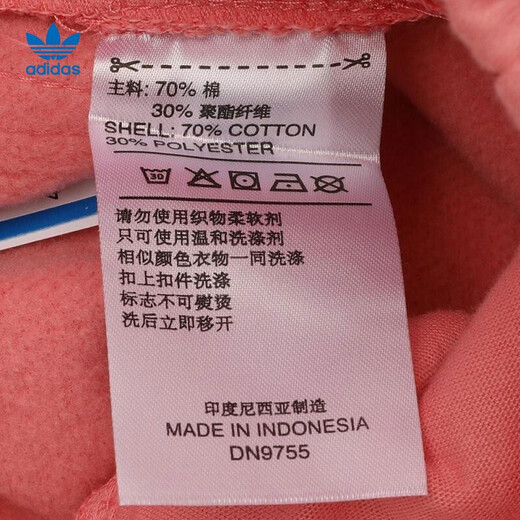 adidas
主料: 70% 棉
30% 聚酯纤维
SHELL: 70% COTTON
30% POLYESTER
30
请勿使用织物柔软剂
只可使用温和洗涤剂
相似颜色衣物一同洗涤
扣上扣件洗涤
标志不可熨烫
洗后立即移开
印度尼西亚制造
MADE IN INDONESIA
DN9755